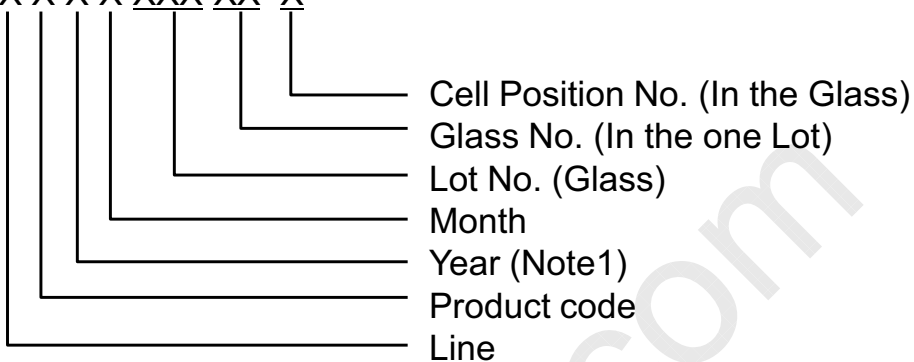 X X X X XXX XX X
Cell Position No. (In the Glass)
Glass No. (In the one Lot)
Lot No. (Glass)
Month
Year (Note1)
Product code
Line
com